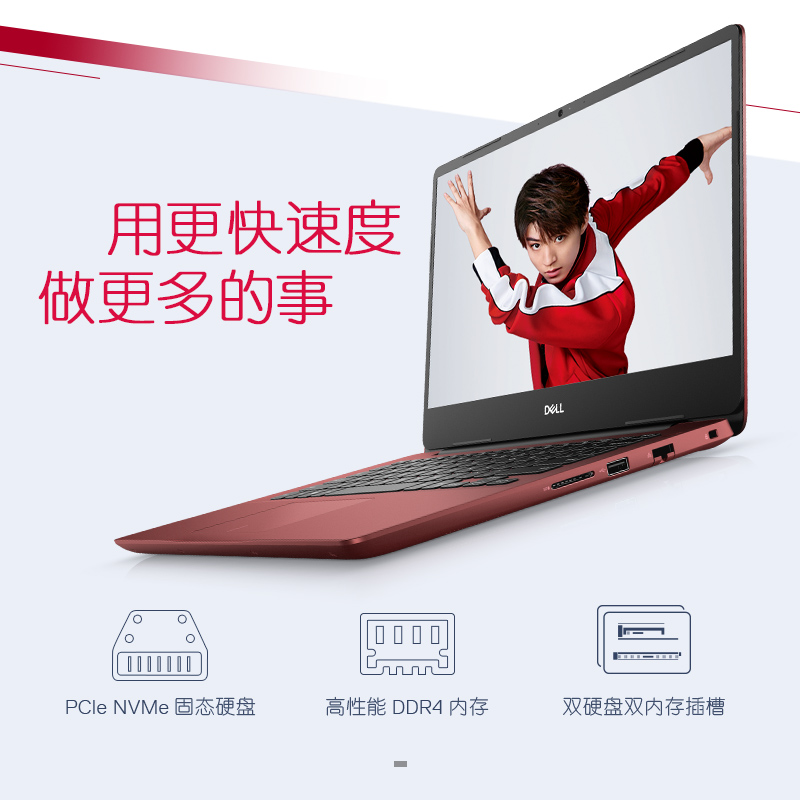 用更快速度
做更多的事
DELL
PCIe NVMe 固态硬盘
高性能 DDR4 内存
双硬盘双内存插槽